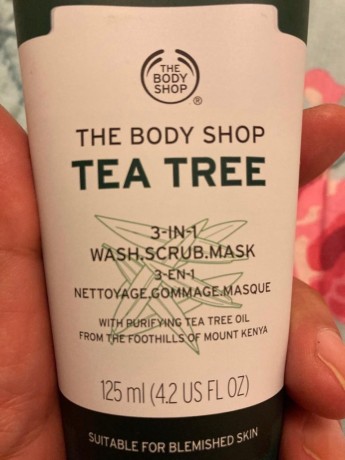 THE
BODY
SHOP
®
THE BODY SHOP
TEA TREE
3-IN-1
WASH.SCRUB.MASK
3-EN-1
NETTOYAGE.GOMMAGE.MASQUE
WITH PURIFYING TEA TREE OIL
FROM THE FOOTHILLS OF MOUNT KENYA
125 ml (4.2 US FL OZ)
SUITABLE FOR BLEMISHED SKIN